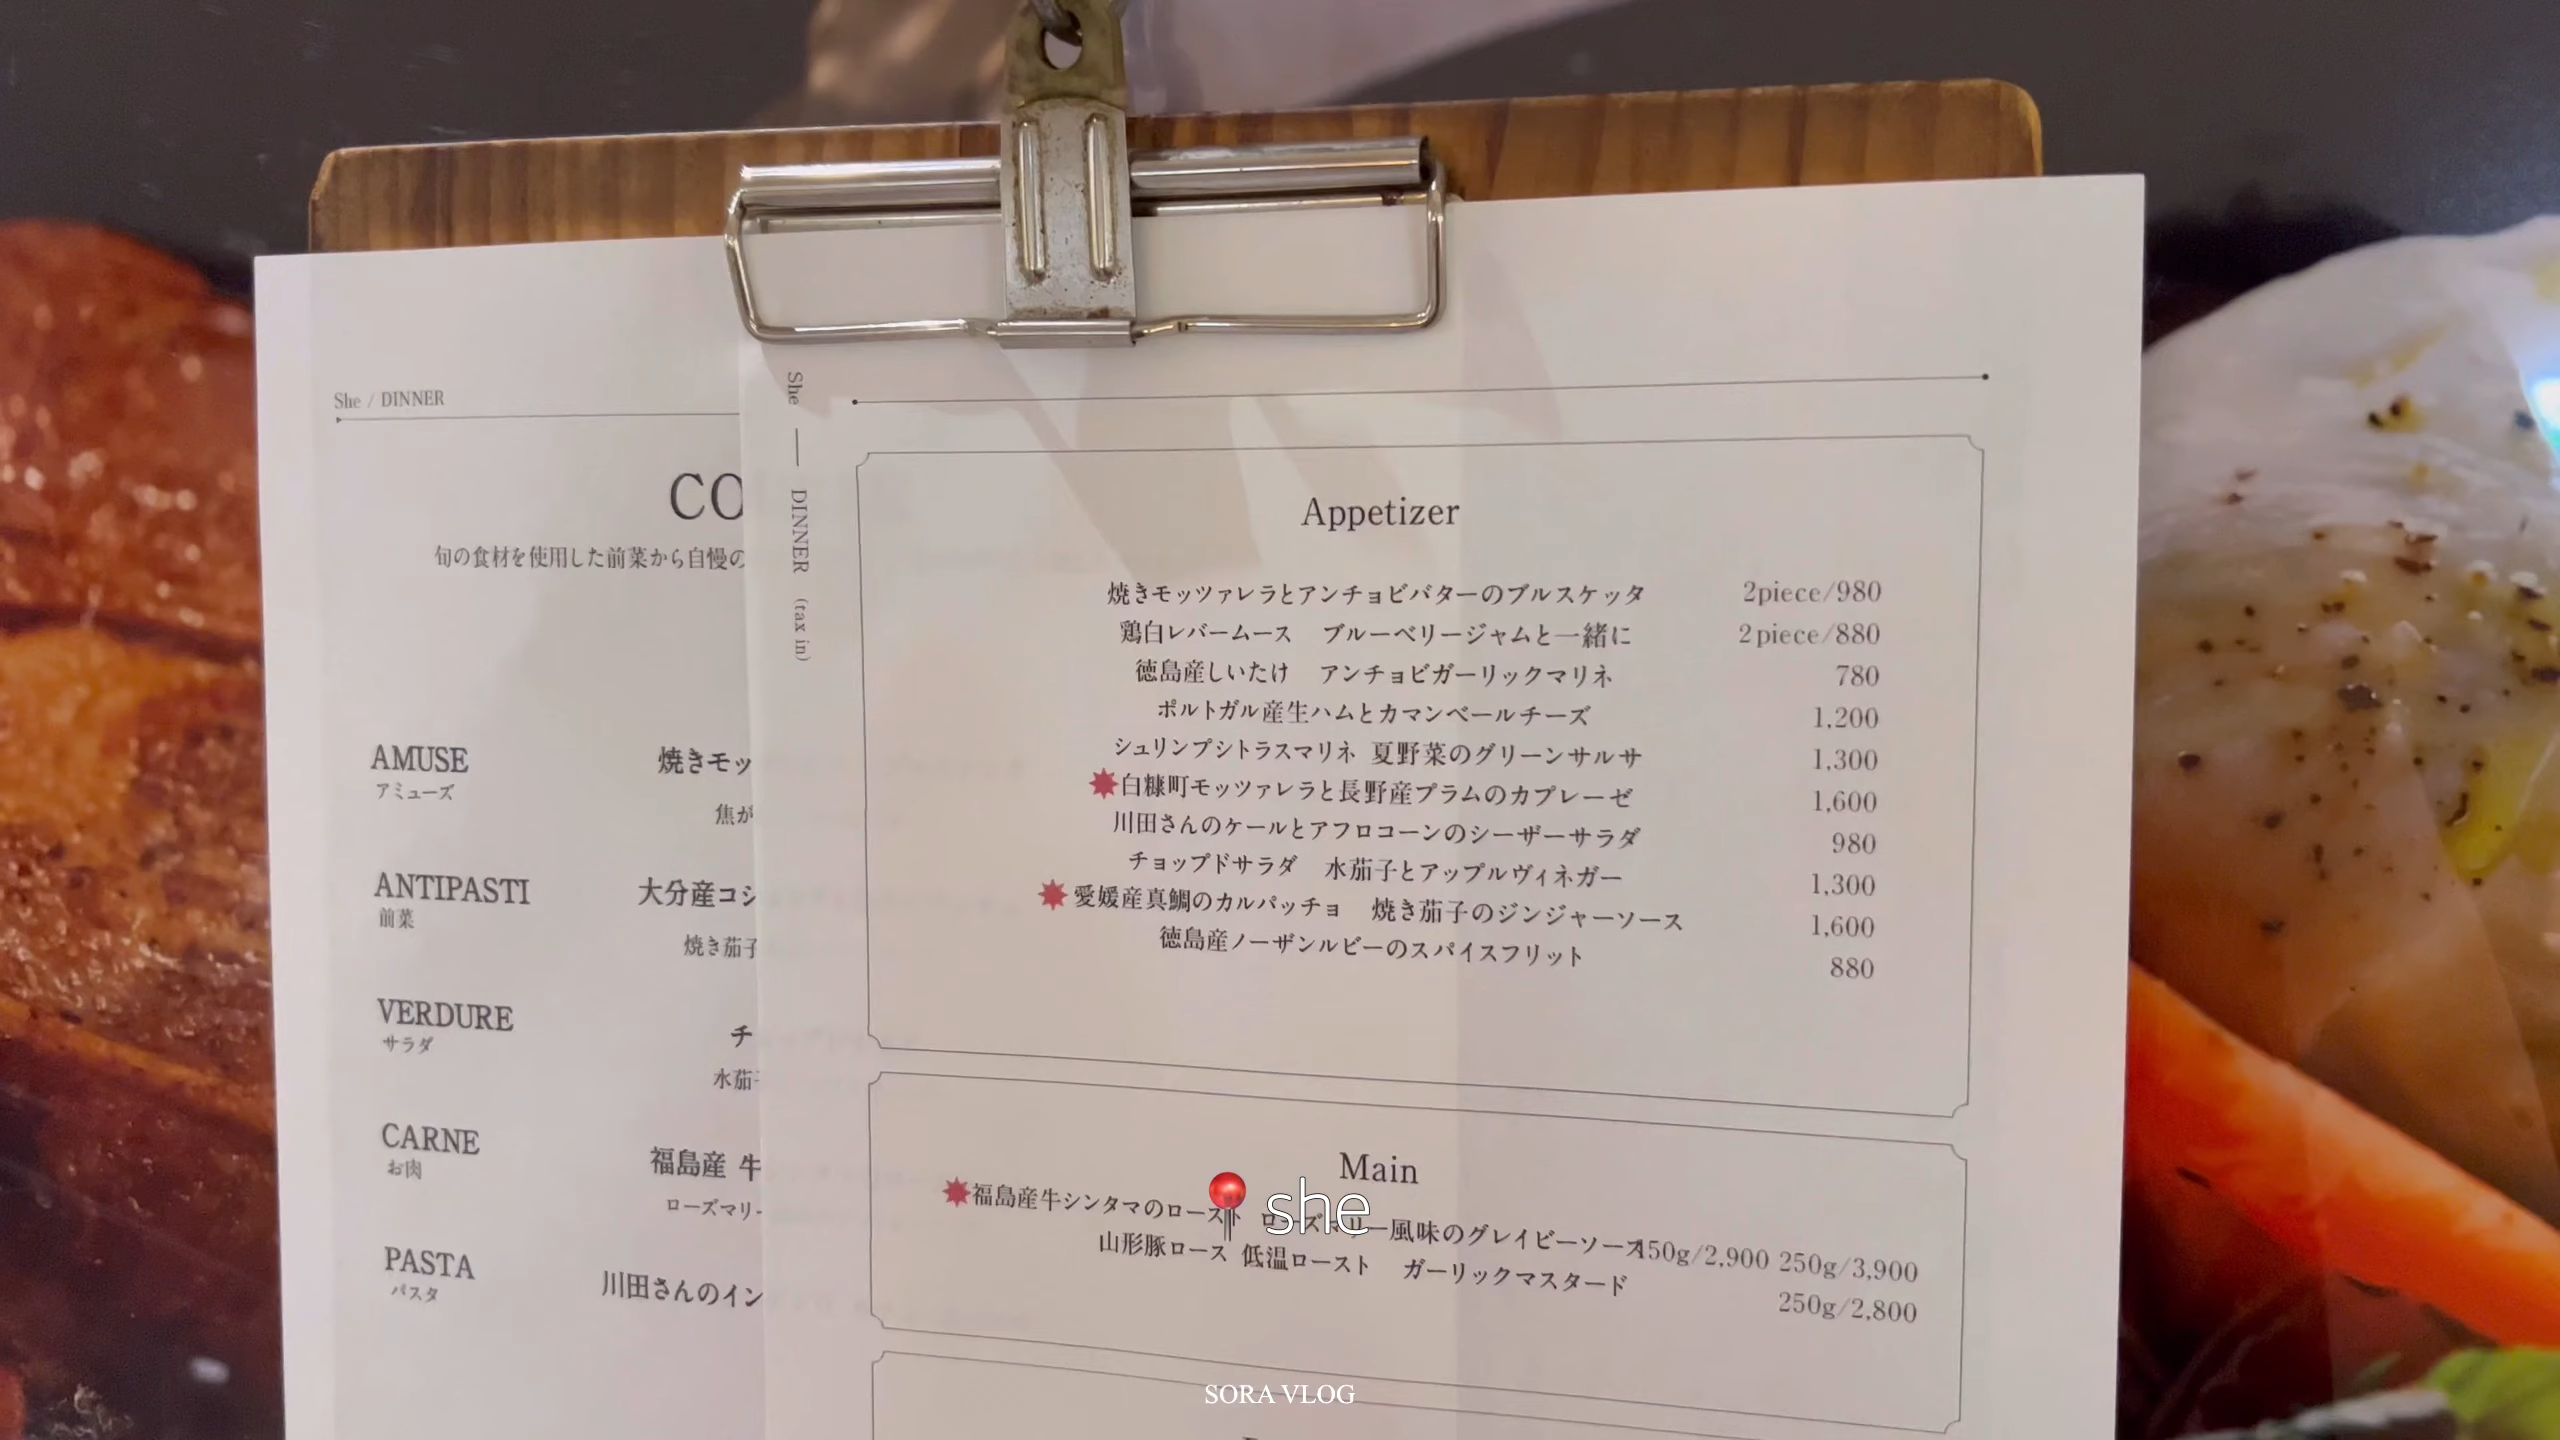 She / DINNER
CO
旬の食材を使用した前菜から自慢の
AMUSE
アミューズ
焼きモッ
焦が
ANTIPASTI
前菜
大分産コシ
焼き茄子
VERDURE
サラダ
チ
水茄子
CARNE
お肉
福島産 牛
ローズマリー
PASTA
パスタ
川田さんのイン
She — DINNER (tax in)
Appetizer
焼きモッツァレラとアンチョビバターのブルスケッタ 2piece/980
鶏白レバームース ブルーベリージャムと一緒に 2piece/880
徳島産しいたけ アンチョビガーリックマリネ 780
ポルトガル産生ハムとカマンベールチーズ 1,200
シュリンプシトラスマリネ 夏野菜のグリーンサルサ 1,300
白糠町モッツァレラと長野産プラムのカプレーゼ 1,600
川田さんのケールとアフロコーンのシーザーサラダ 980
チョップドサラダ 水茄子とアップルヴィネガー 1,300
愛媛産真鯛のカルパッチョ 焼き茄子のジンジャーソース 1,600
徳島産ノーザンルビーのスパイスフリット 880
Main
福島産牛シンタマのロースト ローズマリー風味のグレイビーソース 150g/2,900 250g/3,900
山形豚ロース 低温ロースト ガーリックマスタード 250g/2,800
she
SORA VLOG